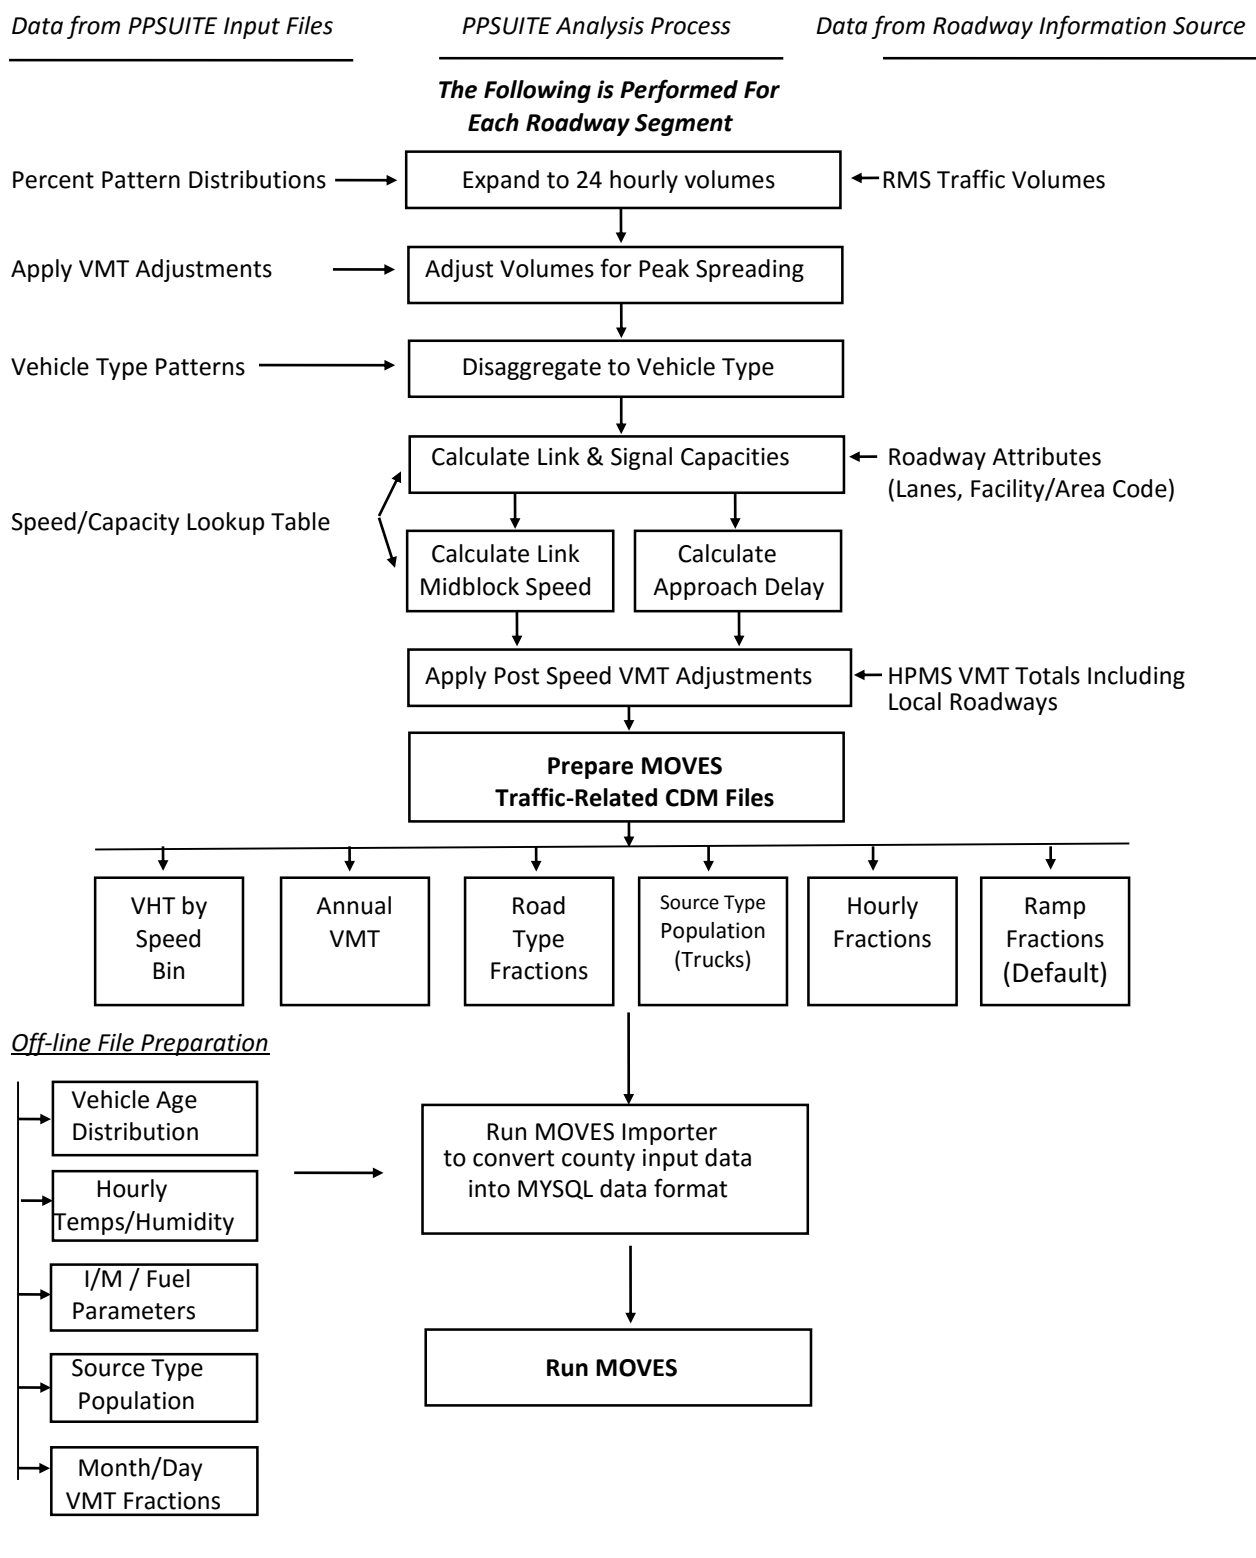 Data from PPSUITE Input Files
PPSUITE Analysis Process
Data from Roadway Information Source
The Following is Performed For
Each Roadway Segment
Percent Pattern Distributions
Expand to 24 hourly volumes
RMS Traffic Volumes
Apply VMT Adjustments
Adjust Volumes for Peak Spreading
Vehicle Type Patterns
Disaggregate to Vehicle Type
Calculate Link & Signal Capacities
Roadway Attributes
(Lanes, Facility/Area Code)
Speed/Capacity Lookup Table
Calculate Link
Midblock Speed
Calculate
Approach Delay
Apply Post Speed VMT Adjustments
HPMS VMT Totals Including
Local Roadways
Prepare MOVES
Traffic-Related CDM Files
VHT by
Speed
Bin
Annual
VMT
Road
Type
Fractions
Source Type
Population
(Trucks)
Hourly
Fractions
Ramp
Fractions
(Default)
Off-line File Preparation
Vehicle Age
Distribution
Hourly
Temps/Humidity
I/M / Fuel
Parameters
Source Type
Population
Month/Day
VMT Fractions
Run MOVES Importer
to convert county input data
into MYSQL data format
Run MOVES